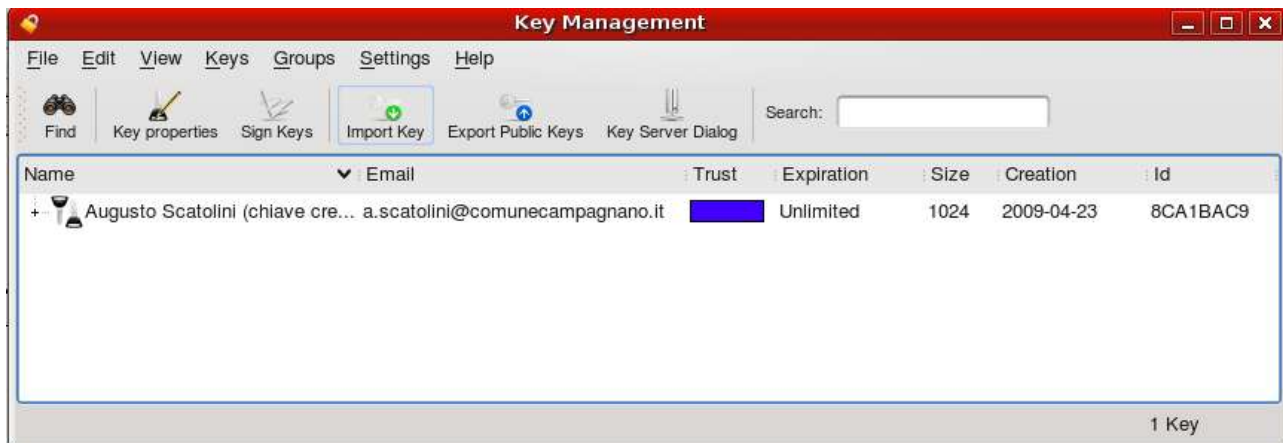 Key Management
File Edit View Keys Groups Settings Help
Find Key properties Sign Keys Import Key Export Public Keys Key Server Dialog Search:
Name Email Trust Expiration Size Creation Id
Augusto Scatolini (chiave cre... a.scatolini@comunecampagnano.it Unlimited 1024 2009-04-23 8CA1BAC9
1 Key